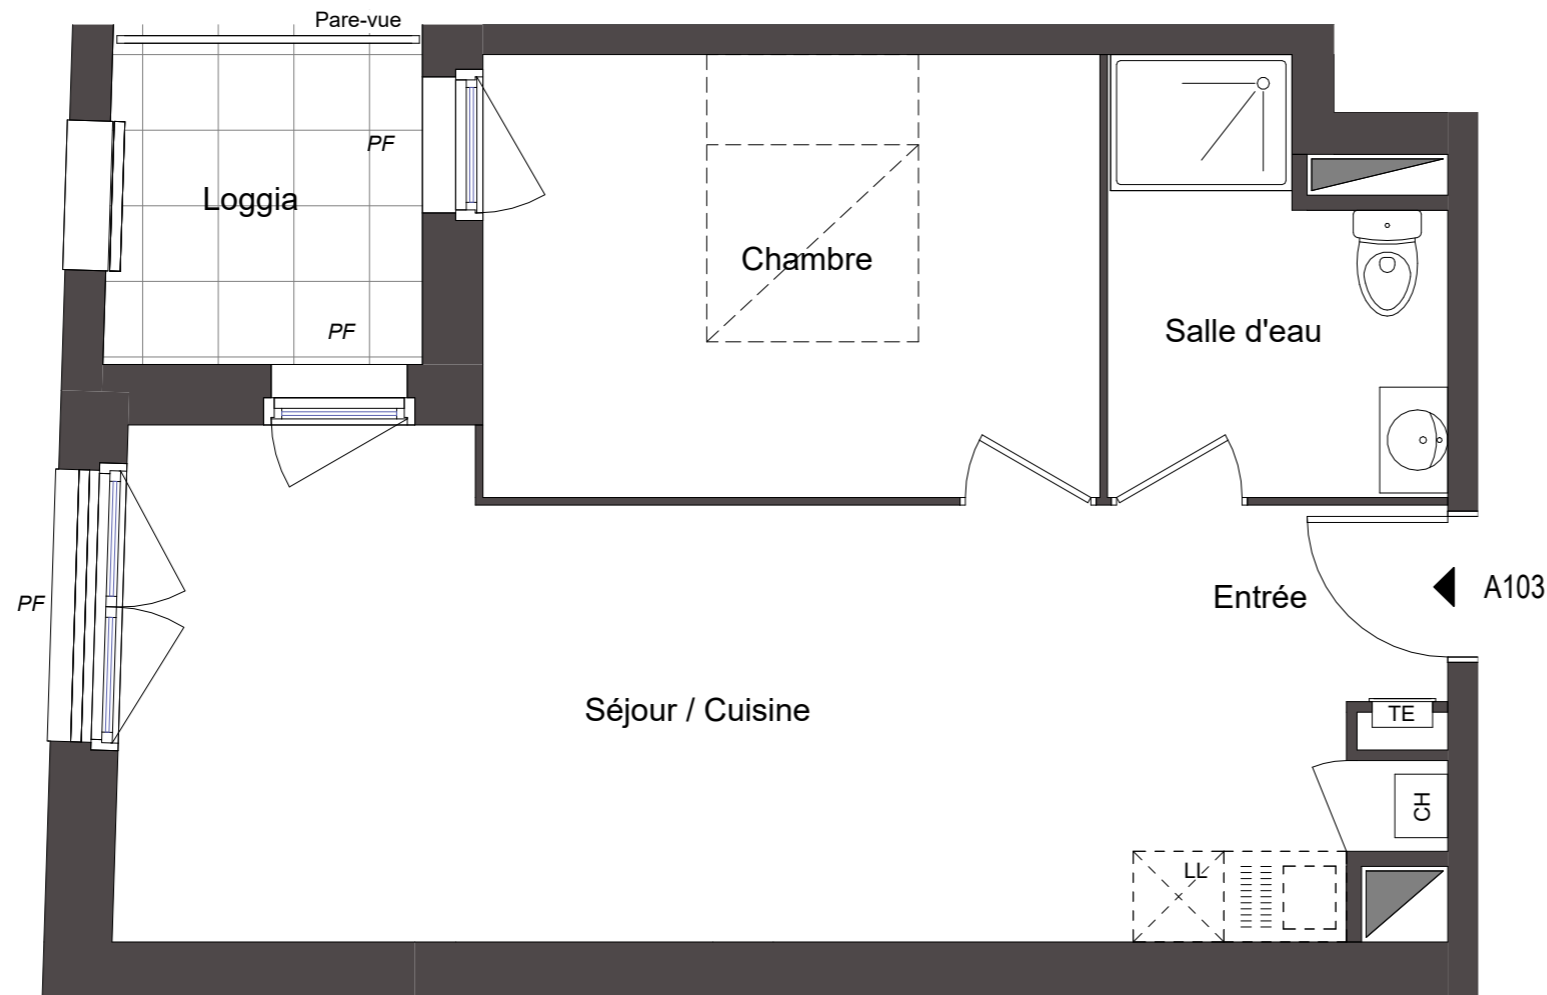 Pare-vue
PF
Loggia
Chambre
PF
Salle d'eau
A103
Entrée
PF
Séjour / Cuisine
TE
CH
LL